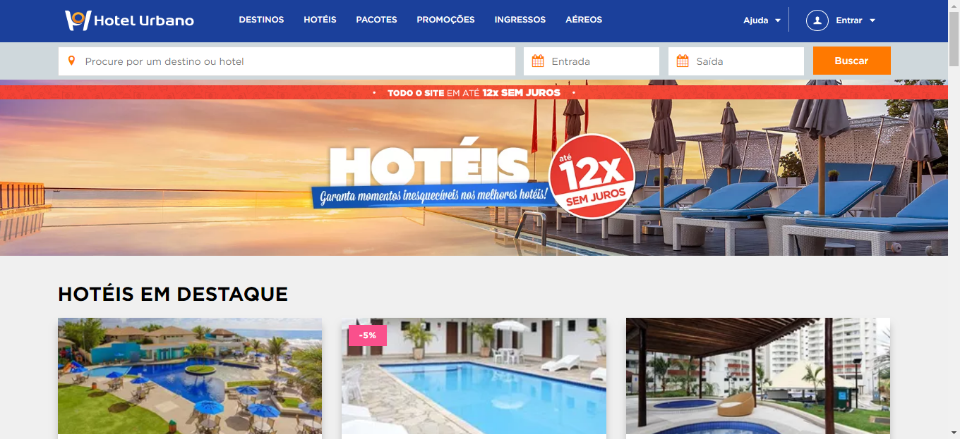 Hotel Urbano
DESTINOS HOTÉIS PACOTES PROMOÇÕES INGRESSOS AÉREOS
Ajuda Entrar
Procure por um destino ou hotel
Entrada
Saída
Buscar
• TODO O SITE EM ATÉ 12x SEM JUROS •
HOTÉIS
Garanta momentos inesquecíveis nos melhores hotéis!
até
12x
SEM JUROS
HOTÉIS EM DESTAQUE
-5%